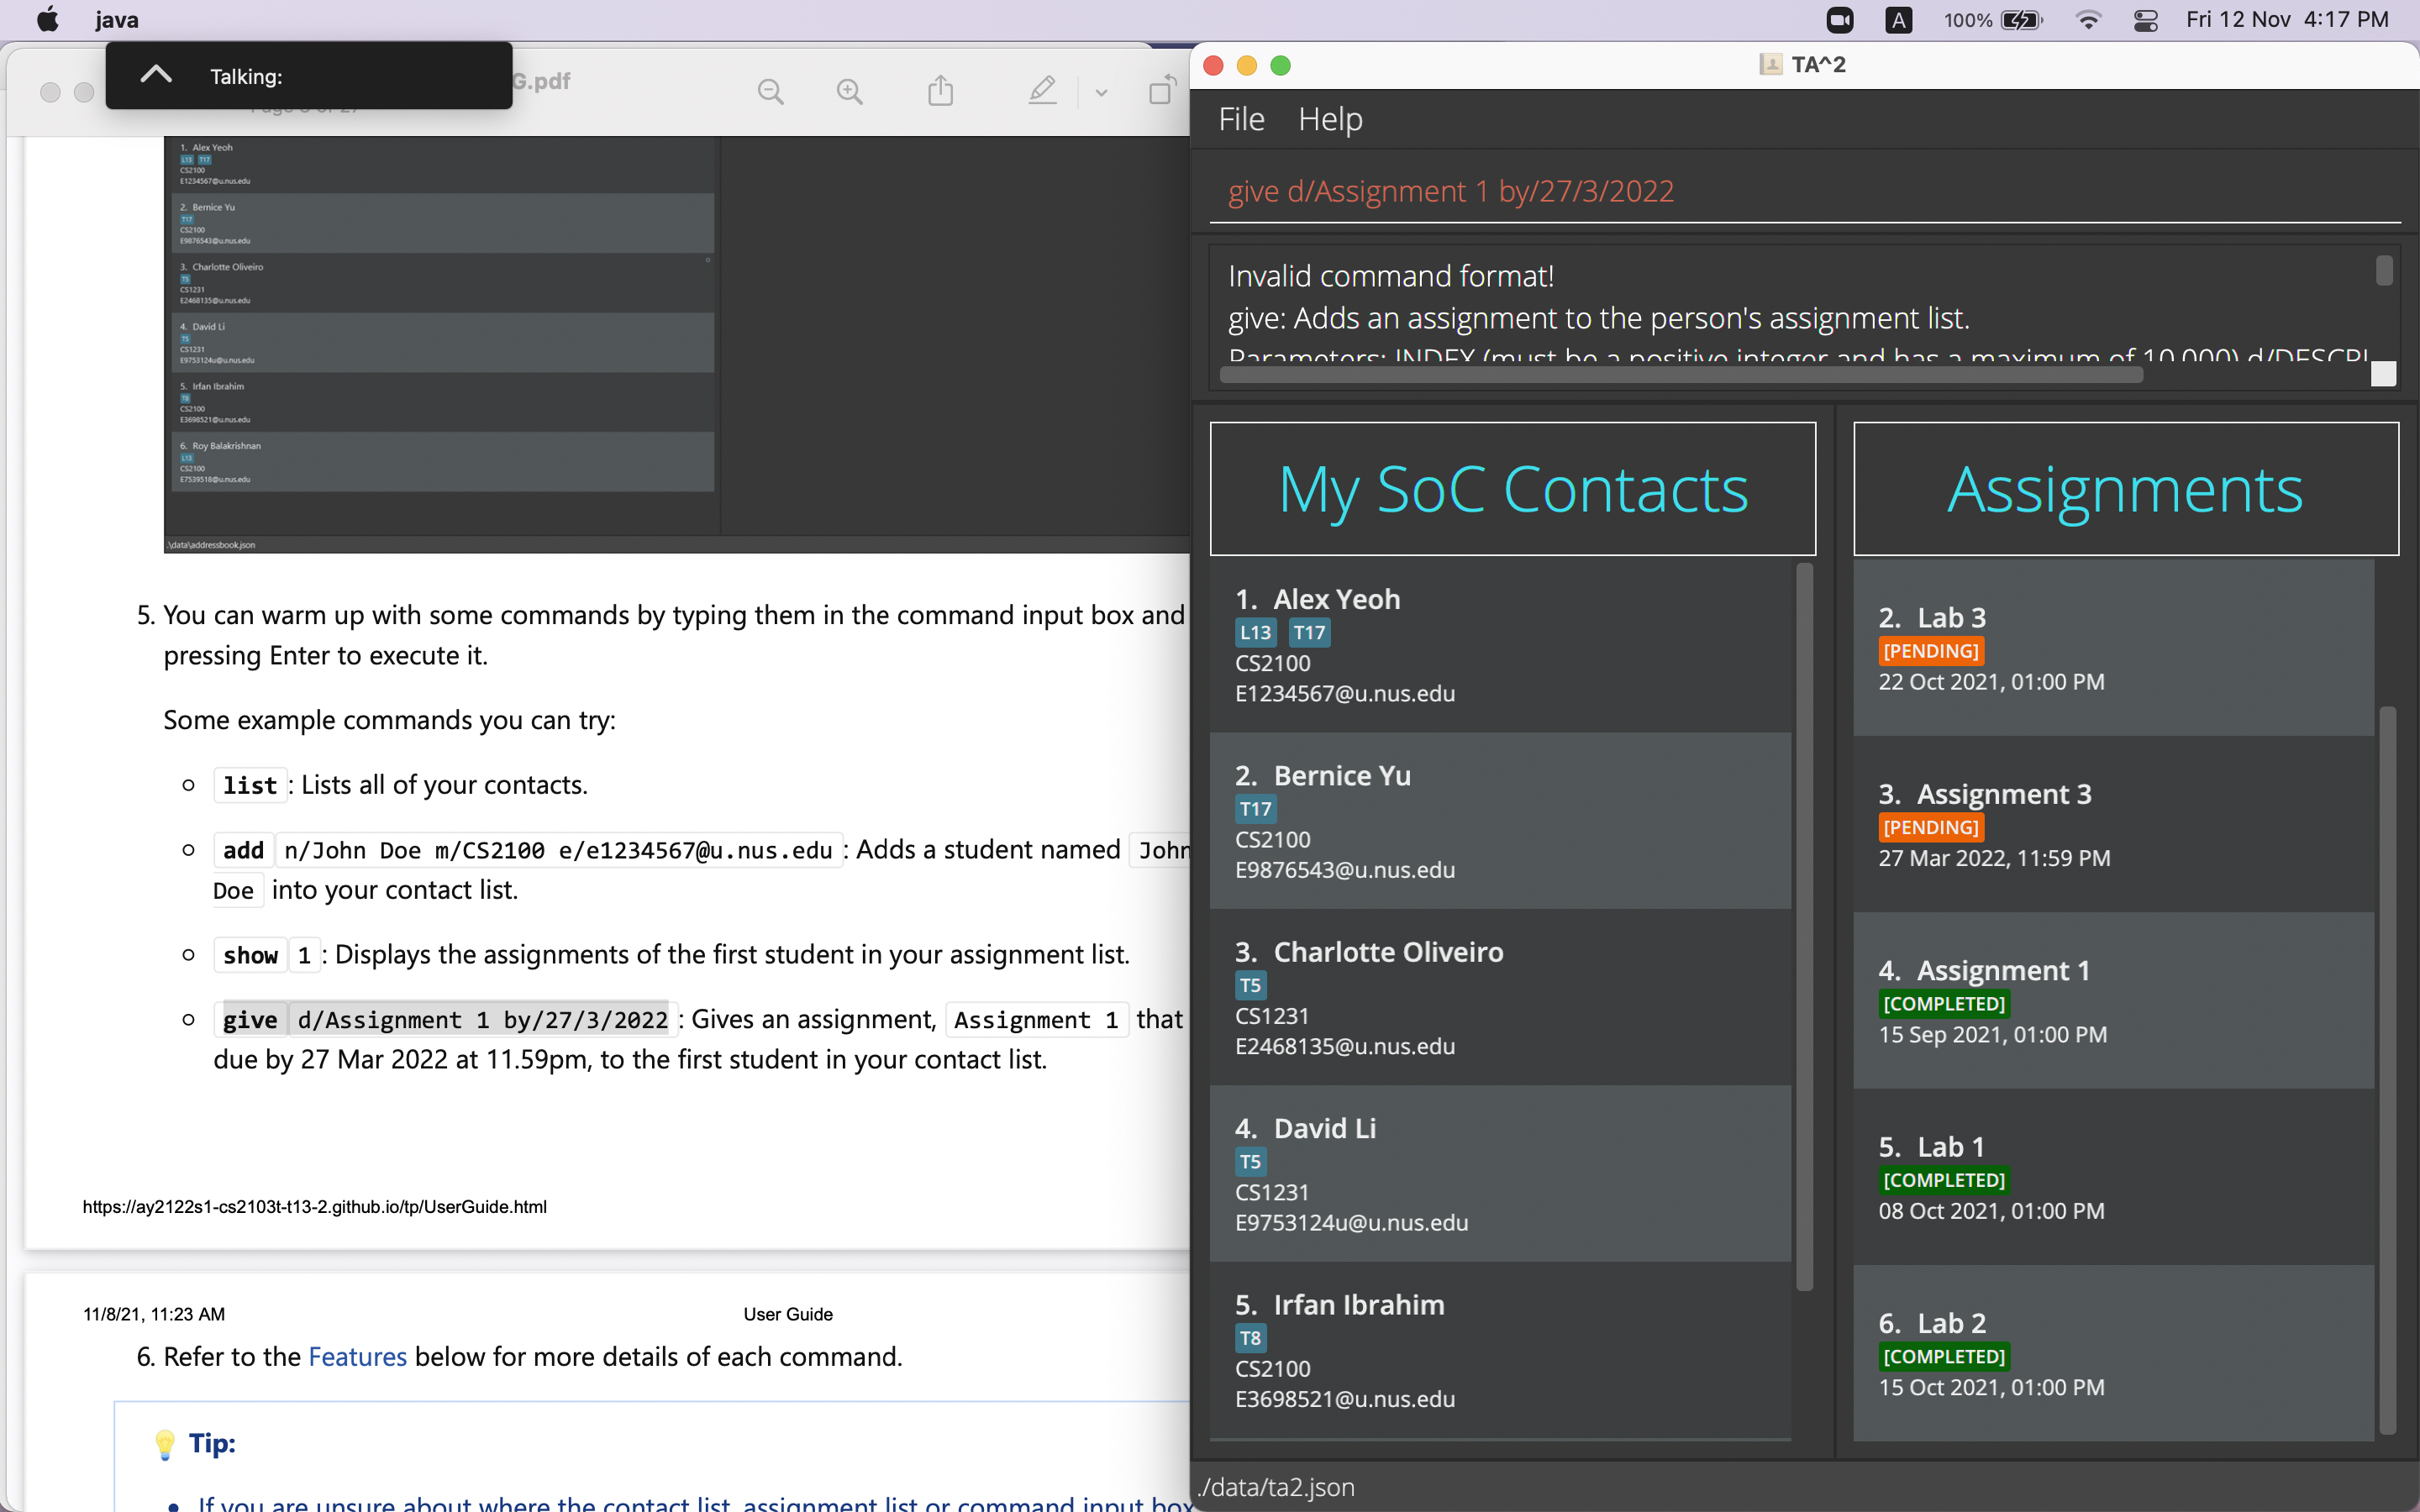 java
100%
A
Fri 12 Nov 4:17 PM
Talking:
G.pdf
1. Alex Yeoh
L13 T17
CS2100
E1234567@u.nus.edu
2. Bernice Yu
T17
CS2100
E9876543@u.nus.edu
3. Charlotte Oliveiro
T5
CS1231
E2468135@u.nus.edu
4. David Li
T5
CS1231
E9753124u@u.nus.edu
5. Irfan Ibrahim
T8
CS2100
E3698521@u.nus.edu
6. Roy Balakrishnan
L13
CS2100
E7539518@u.nus.edu
.\data\addressbook.json
5. You can warm up with some commands by typing them in the command input box and
pressing Enter to execute it.
Some example commands you can try:
list : Lists all of your contacts.
add n/John Doe m/CS2100 e/e1234567@u.nus.edu : Adds a student named John
Doe into your contact list.
show 1 : Displays the assignments of the first student in your assignment list.
give d/Assignment 1 by/27/3/2022 : Gives an assignment, Assignment 1 that
due by 27 Mar 2022 at 11.59pm, to the first student in your contact list.
https://ay2122s1-cs2103t-t13-2.github.io/tp/UserGuide.html
11/8/21, 11:23 AM
User Guide
6. Refer to the Features below for more details of each command.
Tip:
If you are unsure about where the contact list, assignment list or command input box
TA^2
File Help
give d/Assignment 1 by/27/3/2022
Invalid command format!
give: Adds an assignment to the person's assignment list.
Parameters: INDEX (must be a positive integer and has a maximum of 10,000) d/DESCRI
My SoC Contacts
1. Alex Yeoh
L13 T17
CS2100
E1234567@u.nus.edu
2. Bernice Yu
T17
CS2100
E9876543@u.nus.edu
3. Charlotte Oliveiro
T5
CS1231
E2468135@u.nus.edu
4. David Li
T5
CS1231
E9753124u@u.nus.edu
5. Irfan Ibrahim
T8
CS2100
E3698521@u.nus.edu
Assignments
2. Lab 3
[PENDING]
22 Oct 2021, 01:00 PM
3. Assignment 3
[PENDING]
27 Mar 2022, 11:59 PM
4. Assignment 1
[COMPLETED]
15 Sep 2021, 01:00 PM
5. Lab 1
[COMPLETED]
08 Oct 2021, 01:00 PM
6. Lab 2
[COMPLETED]
15 Oct 2021, 01:00 PM
./data/ta2.json